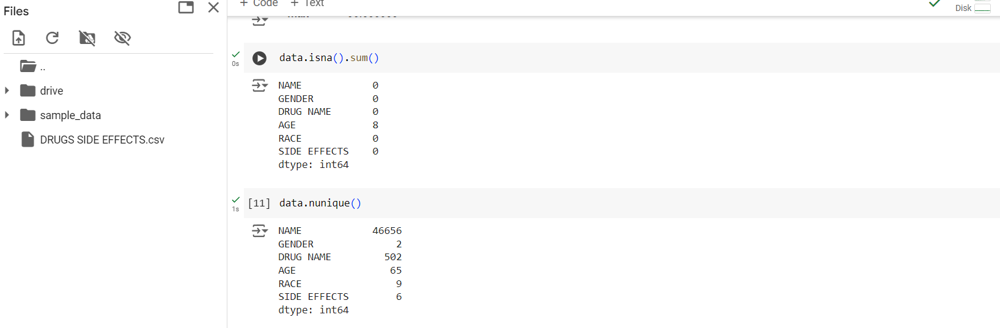 Files
+ Code + Text
Disk
..
drive
sample_data
DRUGS SIDE EFFECTS.csv
0s
data.isna().sum()
NAME 0
GENDER 0
DRUG NAME 0
AGE 8
RACE 0
SIDE EFFECTS 0
dtype: int64
1s
[11] data.nunique()
NAME 46656
GENDER 2
DRUG NAME 502
AGE 65
RACE 9
SIDE EFFECTS 6
dtype: int64